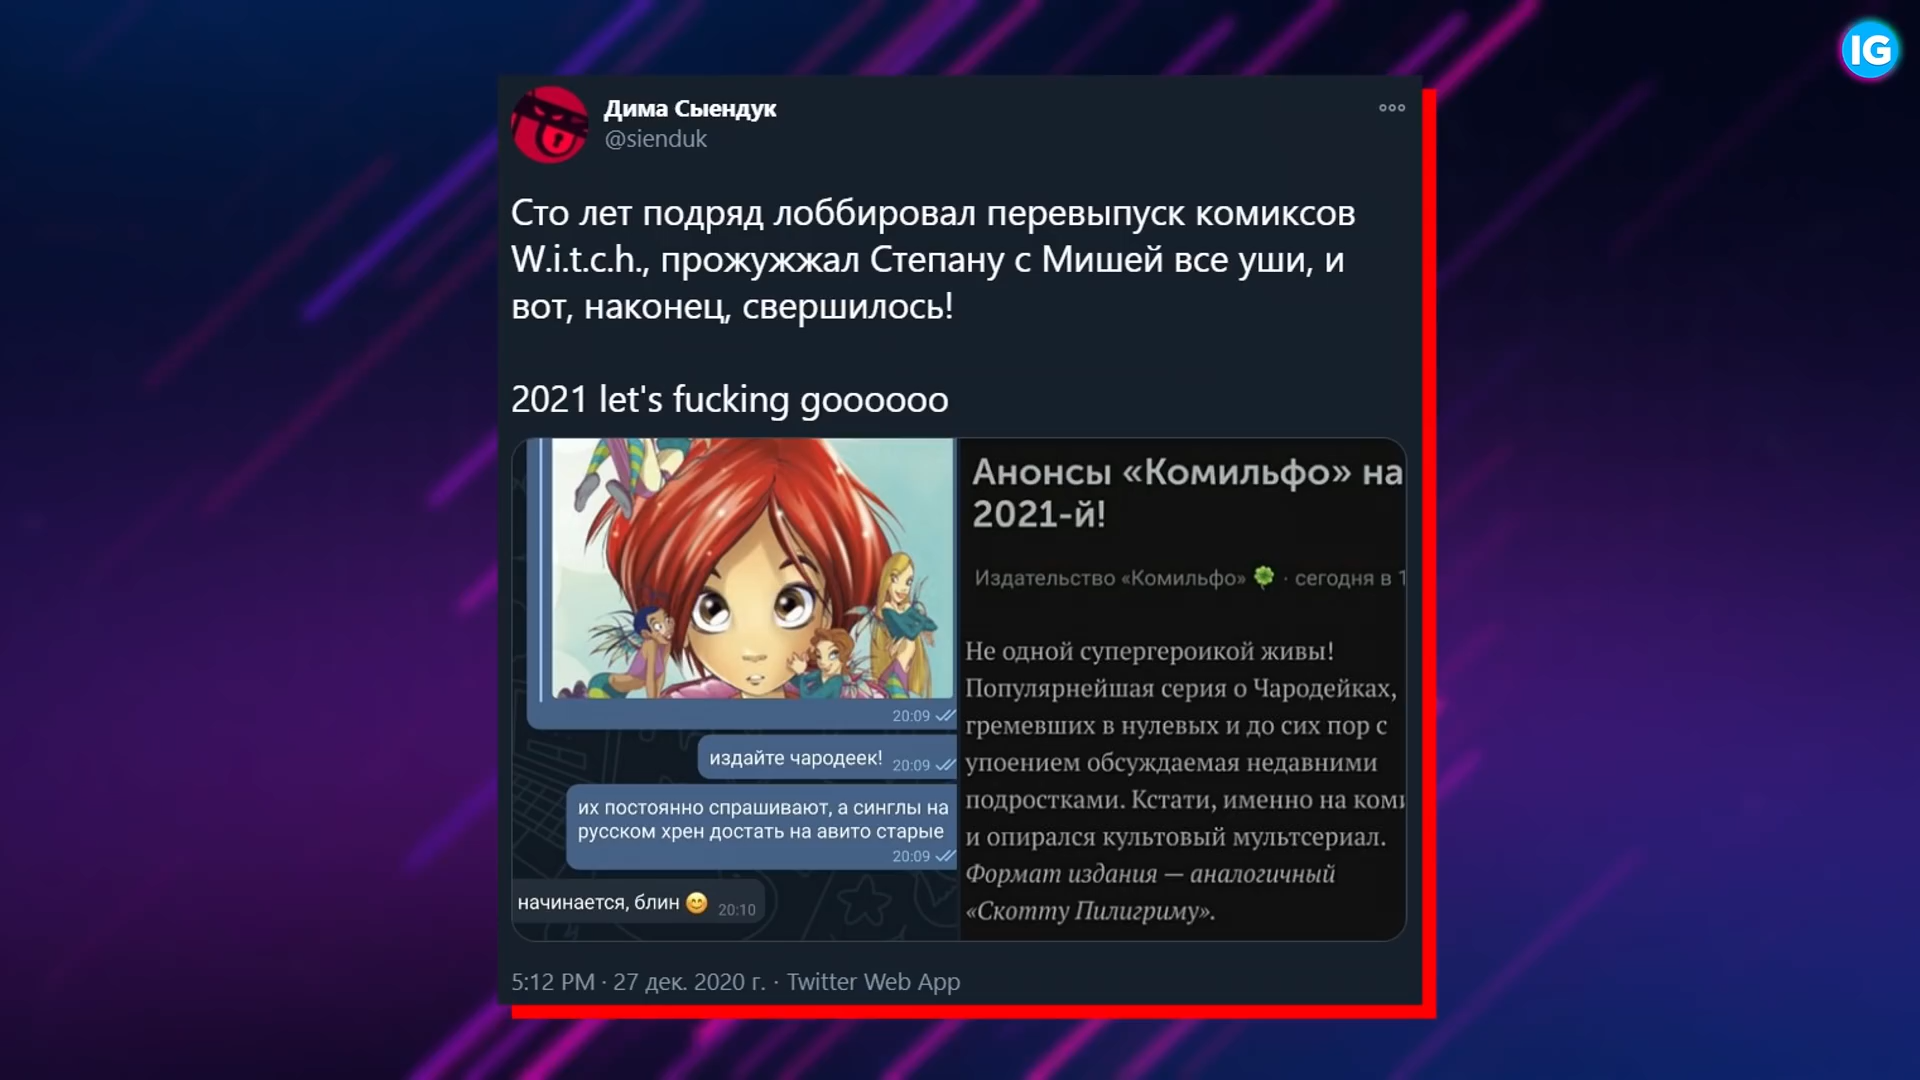 IG
Дима Сыендук
@sienduk
Сто лет подряд лоббировал перевыпуск комиксов
W.i.t.c.h., прожужжал Степану с Мишей все уши, и
вот, наконец, свершилось!
2021 let's fucking goooooo
20:09
издайте чародеек! 20:09
их постоянно спрашивают, а синглы на
русском хрен достать на авито старые
20:09
начинается, блин 😊 20:10
Анонсы «Комильфо» на
2021-й!
Издательство «Комильфо» 🍀 · сегодня в 1
Не одной супергероикой живы!
Популярнейшая серия о Чародейках,
гремевших в нулевых и до сих пор с
упоением обсуждаемая недавними
подростками. Кстати, именно на коми
и опирался культовый мультсериал.
Формат издания — аналогичный
«Скотту Пилигриму».
5:12 PM · 27 дек. 2020 г. · Twitter Web App